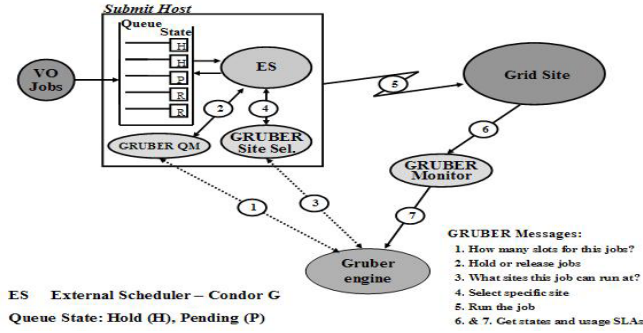 Submit Host
Queue
State
H
H
P
R
R
ES
VO
Jobs
2
4
GRUBER QM
GRUBER
Site Sel.
5
Grid Site
6
GRUBER
Monitor
1
3
7
Gruber
engine
GRUBER Messages:
1. How many slots for this jobs?
2. Hold or release jobs
3. What sites this job can run at?
4. Select specific site
5. Run the job
6. & 7. Get states and usage SLAs
ES External Scheduler – Condor G
Queue State: Hold (H), Pending (P)